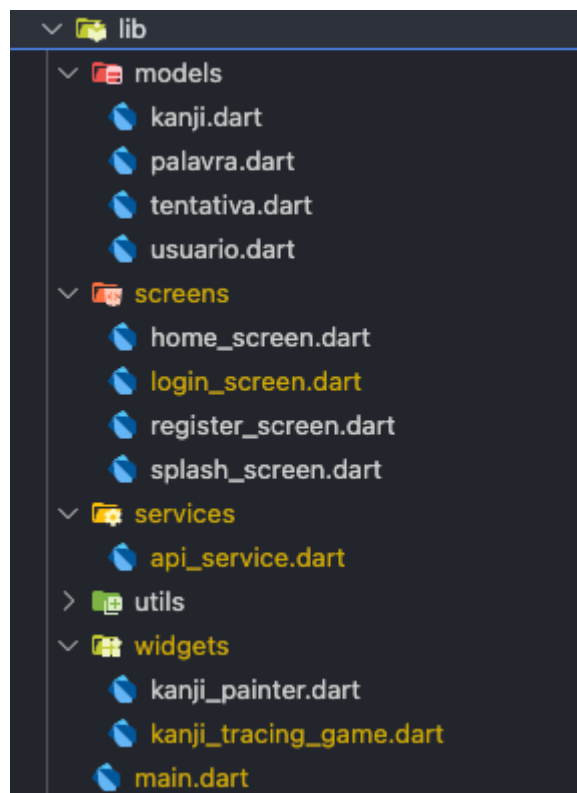 lib
models
kanji.dart
palavra.dart
tentativa.dart
usuario.dart
screens
home_screen.dart
login_screen.dart
register_screen.dart
splash_screen.dart
services
api_service.dart
utils
widgets
kanji_painter.dart
kanji_tracing_game.dart
main.dart